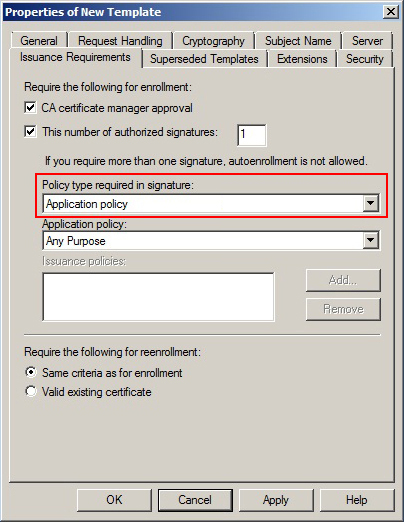 Properties of New Template
General
Request Handling
Cryptography
Subject Name
Server
Issuance Requirements
Superseded Templates
Extensions
Security
Require the following for enrollment:
CA certificate manager approval
This number of authorized signatures:
1
If you require more than one signature, autoenrollment is not allowed.
Policy type required in signature:
Application policy
Application policy:
Any Purpose
Issuance policies:
Add...
Remove
Require the following for reenrollment:
Same criteria as for enrollment
Valid existing certificate
OK
Cancel
Apply
Help